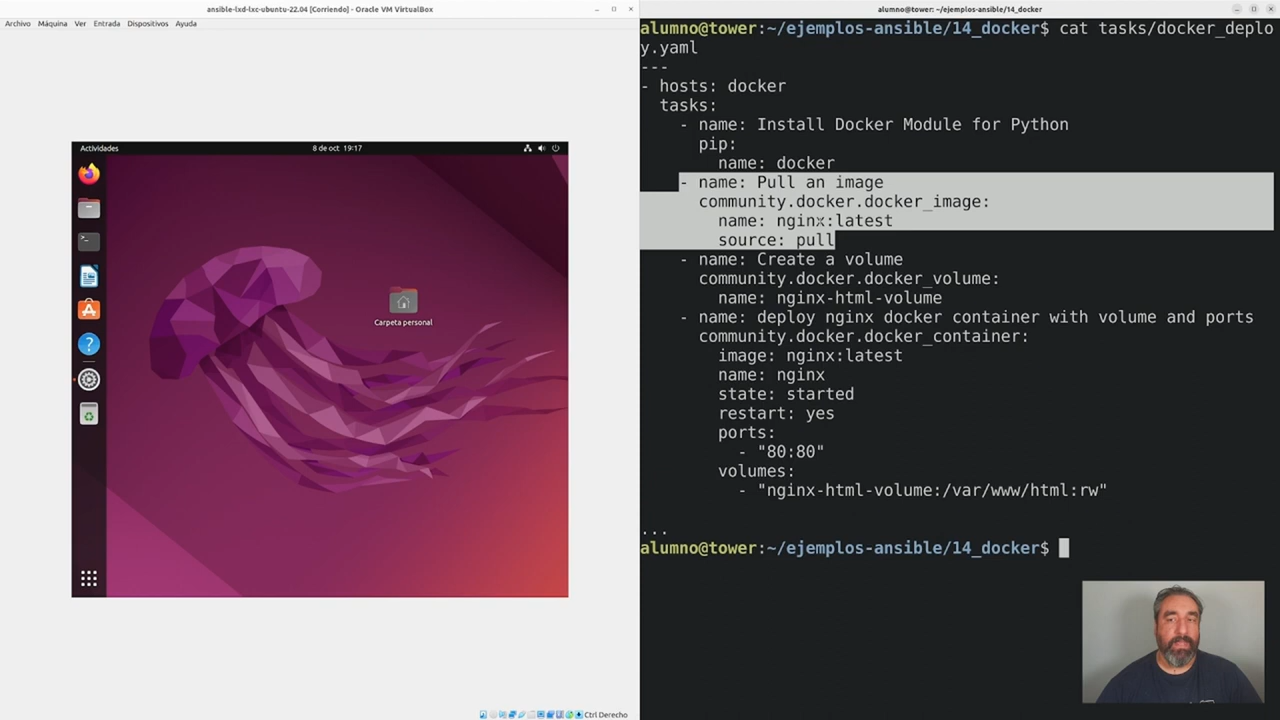 ansible-lxd-lxc-ubuntu-22.04 [Corriendo] - Oracle VM VirtualBox
Archivo Máquina Ver Entrada Dispositivos Ayuda
Actividades
8 de oct 19:17
Carpeta personal
Ctrl Derecho
alumno@tower: ~/ejemplos-ansible/14_docker
alumno@tower:~/ejemplos-ansible/14_docker$ cat tasks/docker_deplo
y.yaml
---
- hosts: docker
  tasks:
    - name: Install Docker Module for Python
      pip:
        name: docker
    - name: Pull an image
      community.docker.docker_image:
        name: nginx:latest
        source: pull
    - name: Create a volume
      community.docker.docker_volume:
        name: nginx-html-volume
    - name: deploy nginx docker container with volume and ports
      community.docker.docker_container:
        image: nginx:latest
        name: nginx
        state: started
        restart: yes
        ports:
          - "80:80"
        volumes:
          - "nginx-html-volume:/var/www/html:rw"
...
alumno@tower:~/ejemplos-ansible/14_docker$